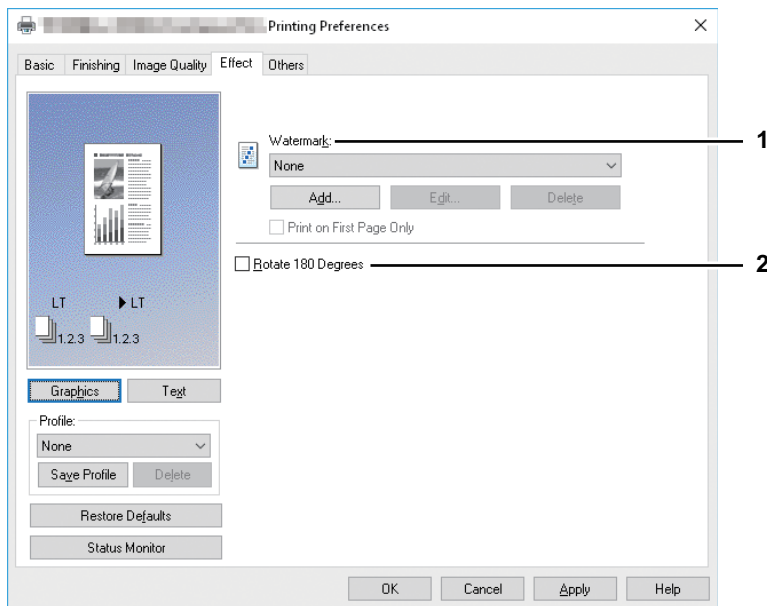 Printing Preferences
Basic Finishing Image Quality Effect Others
Watermark: 1
None
Add... Edit... Delete
Print on First Page Only
Rotate 180 Degrees 2
LT LT
1.2.3 1.2.3
Graphics Text
Profile:
None
Save Profile Delete
Restore Defaults
Status Monitor
OK Cancel Apply Help